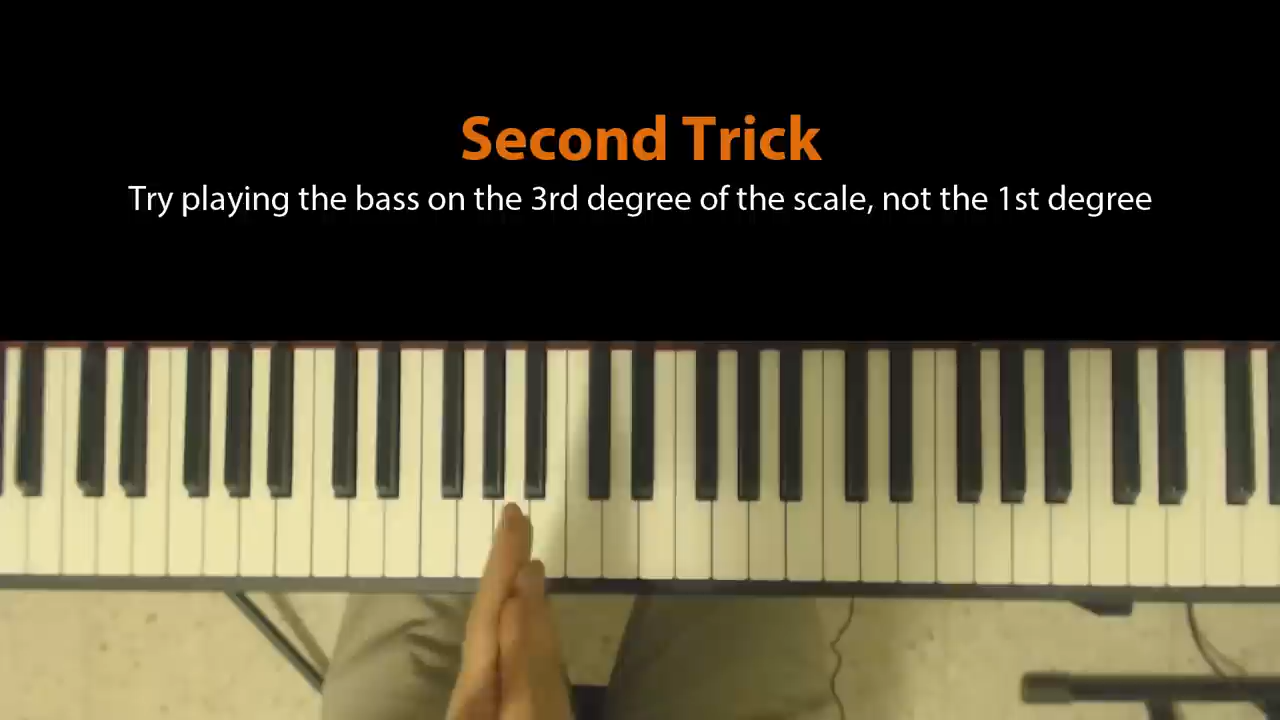 Second Trick
Try playing the bass on the 3rd degree of the scale, not the 1st degree